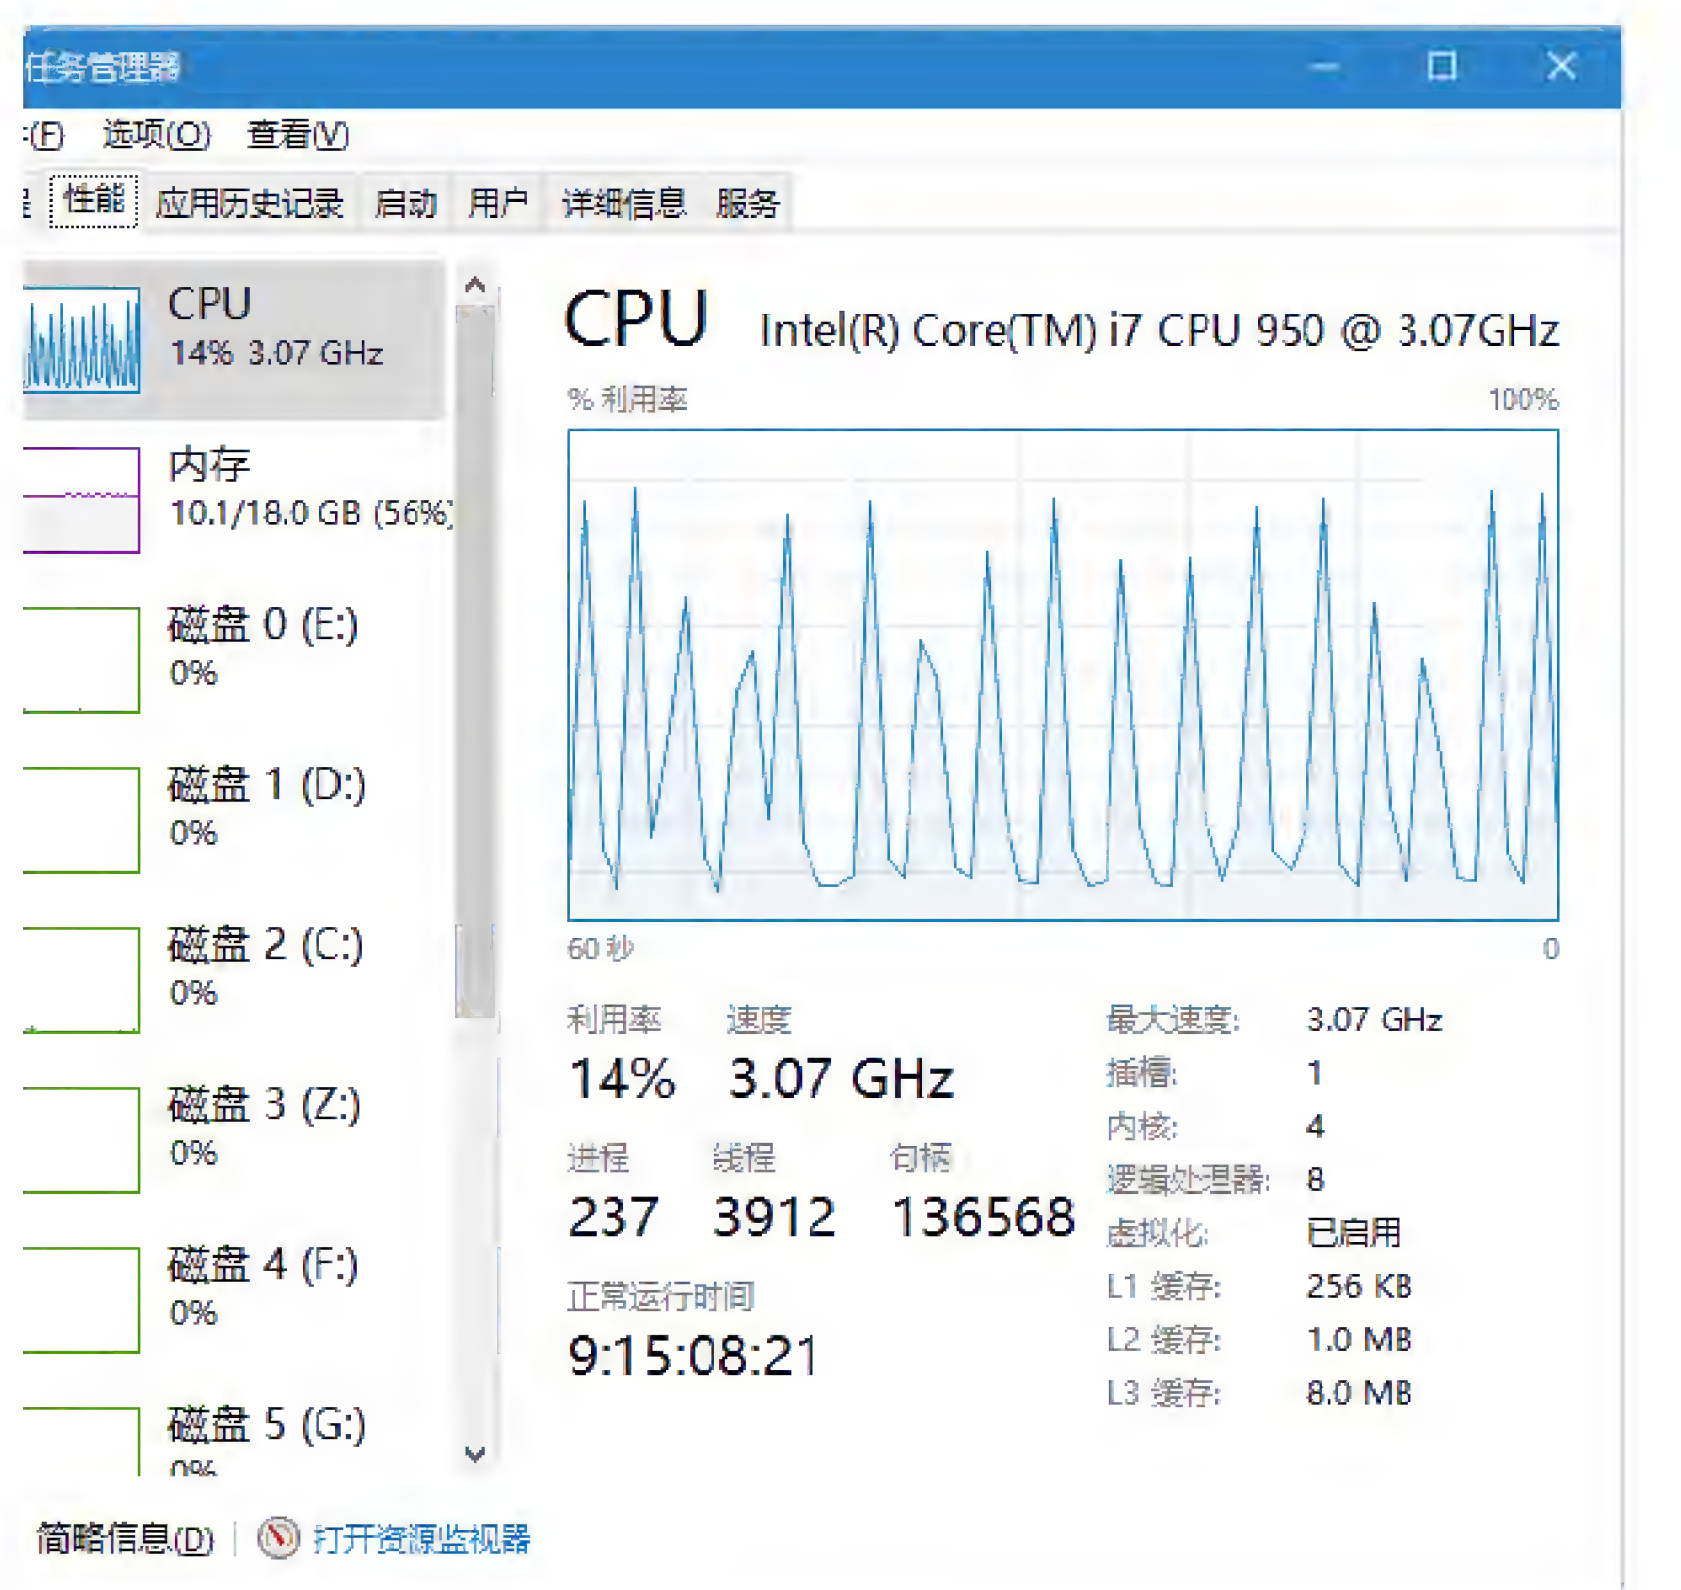 任务管理器
(F) 选项(O) 查看(V)
性能 应用历史记录 启动 用户 详细信息 服务
CPU
14% 3.07 GHz
内存
10.1/18.0 GB (56%)
磁盘 0 (E:)
0%
磁盘 1 (D:)
0%
磁盘 2 (C:)
0%
磁盘 3 (Z:)
0%
磁盘 4 (F:)
0%
磁盘 5 (G:)
0%
CPU Intel(R) Core(TM) i7 CPU 950 @ 3.07GHz
% 利用率 100%
60 秒 0
利用率 速度
14% 3.07 GHz
进程 线程 句柄
237 3912 136568
正常运行时间
9:15:08:21
最大速度: 3.07 GHz
插槽: 1
内核: 4
逻辑处理器: 8
虚拟化: 已启用
L1 缓存: 256 KB
L2 缓存: 1.0 MB
L3 缓存: 8.0 MB
简略信息(D) 打开资源监视器